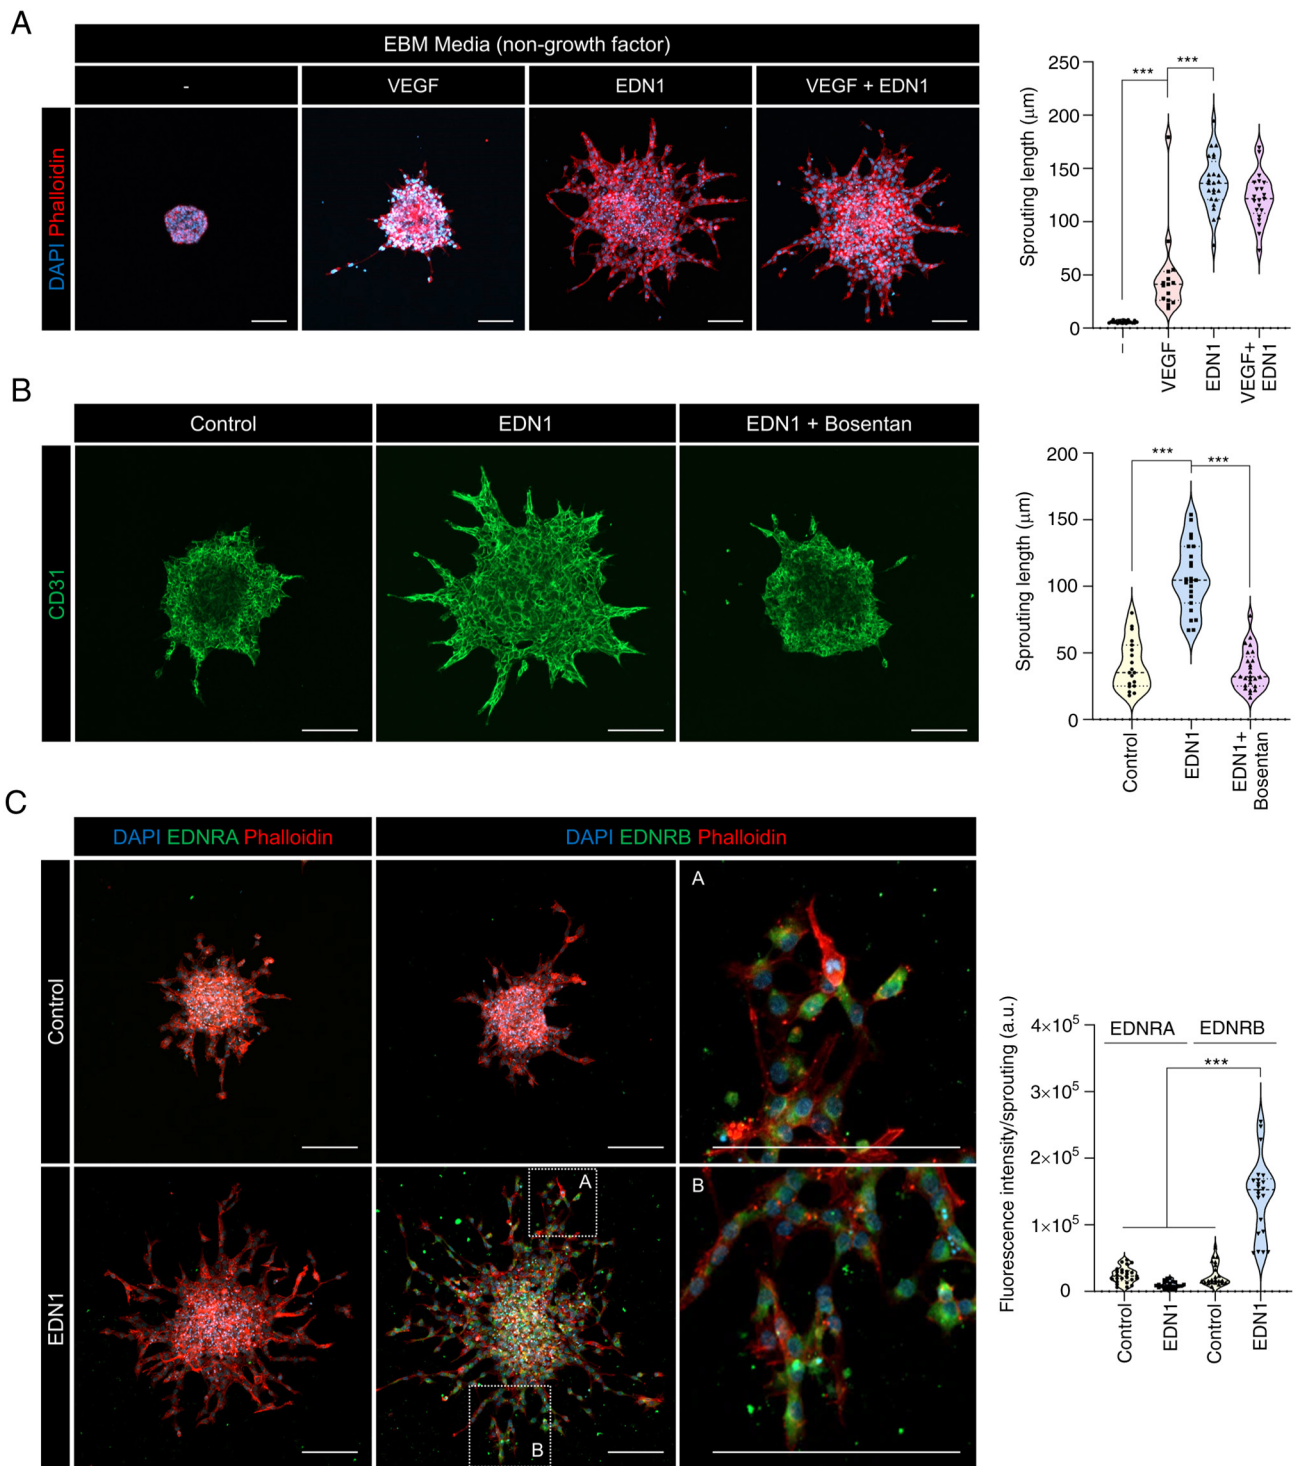 A
EBM Media (non-growth factor)
-
VEGF
EDN1
VEGF + EDN1
DAPI Phalloidin
Sprouting length (μm)
250
200
150
100
50
0
***
***
–
VEGF
EDN1
VEGF+
EDN1
B
Control
EDN1
EDN1 + Bosentan
CD31
Sprouting length (μm)
200
150
100
50
0
***
***
Control
EDN1
EDN1+
Bosentan
C
DAPI EDNRA Phalloidin
DAPI EDNRB Phalloidin
Control
A
EDN1
A
B
B
Fluorescence intensity/sprouting (a.u.)
4×10⁵
3×10⁵
2×10⁵
1×10⁵
0
EDNRA
EDNRB
***
Control
EDN1
Control
EDN1